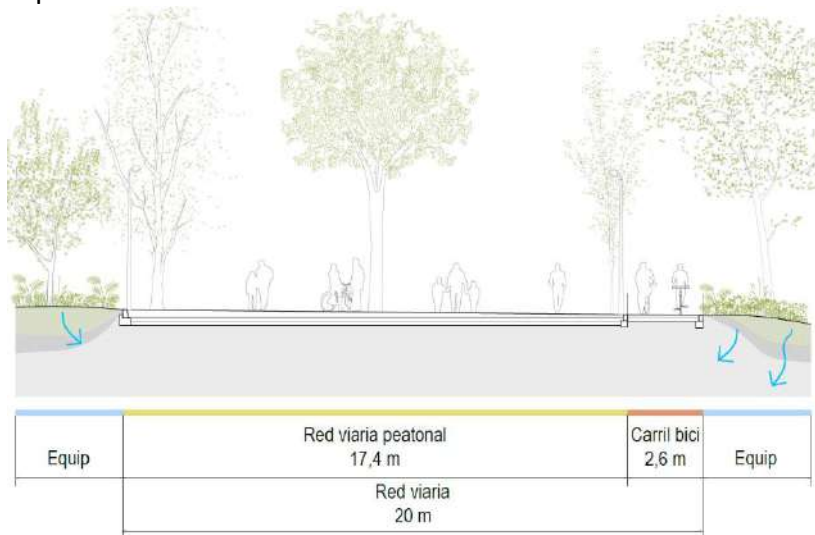 Equip
Red viaria peatonal
17,4 m
Carril bici
2,6 m
Equip
Red viaria
20 m